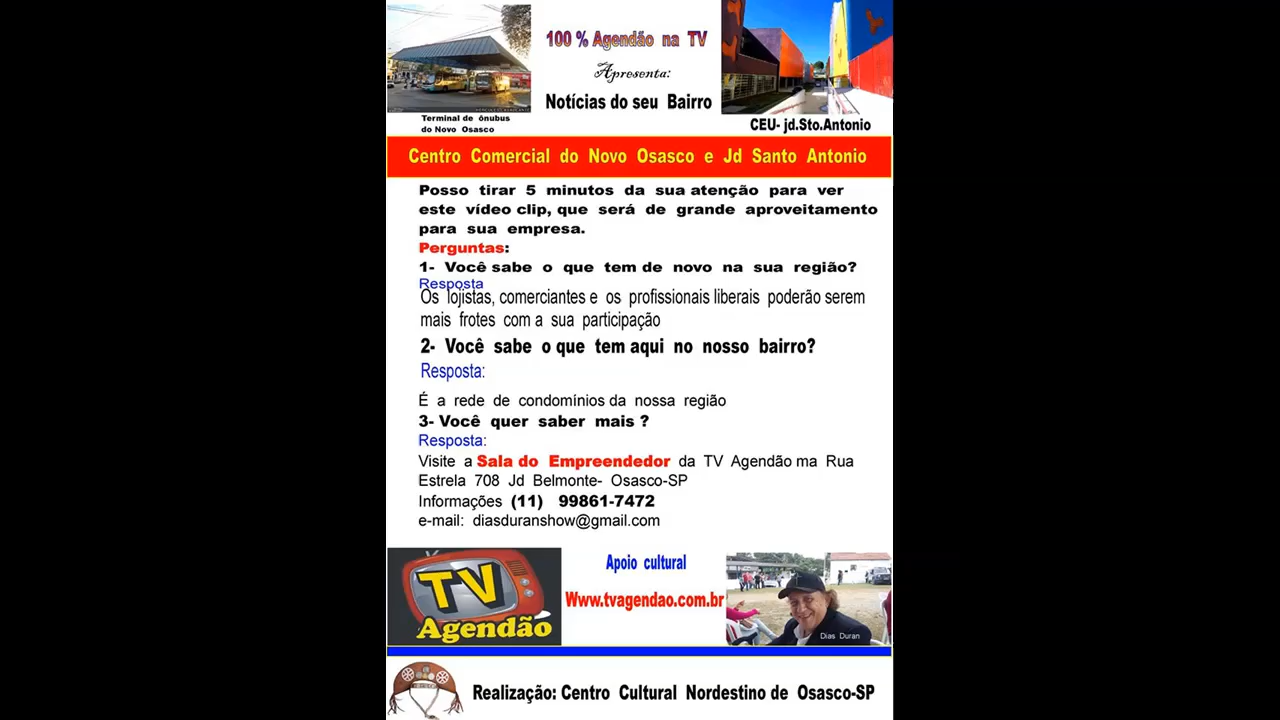 100 % Agendão na TV
Apresenta:
Notícias do seu Bairro
Terminal de ónubus
do Novo Osasco
CEU- jd.Sto.Antonio
Centro Comercial do Novo Osasco e Jd Santo Antonio
Posso tirar 5 minutos da sua atenção para ver
este vídeo clip, que será de grande aproveitamento
para sua empresa.
Perguntas:
1- Você sabe o que tem de novo na sua região?
Resposta
Os lojistas, comerciantes e os profissionais liberais poderão serem
mais frotes com a sua participação
2- Você sabe o que tem aqui no nosso bairro?
Resposta:
É a rede de condomínios da nossa região
3- Você quer saber mais ?
Resposta:
Visite a Sala do Empreendedor da TV Agendão ma Rua
Estrela 708 Jd Belmonte- Osasco-SP
Informações (11) 99861-7472
e-mail: diasduranshow@gmail.com
TV
Agendão
Apoio cultural
Www.tvagendao.com.br
Dias Duran
Realização: Centro Cultural Nordestino de Osasco-SP